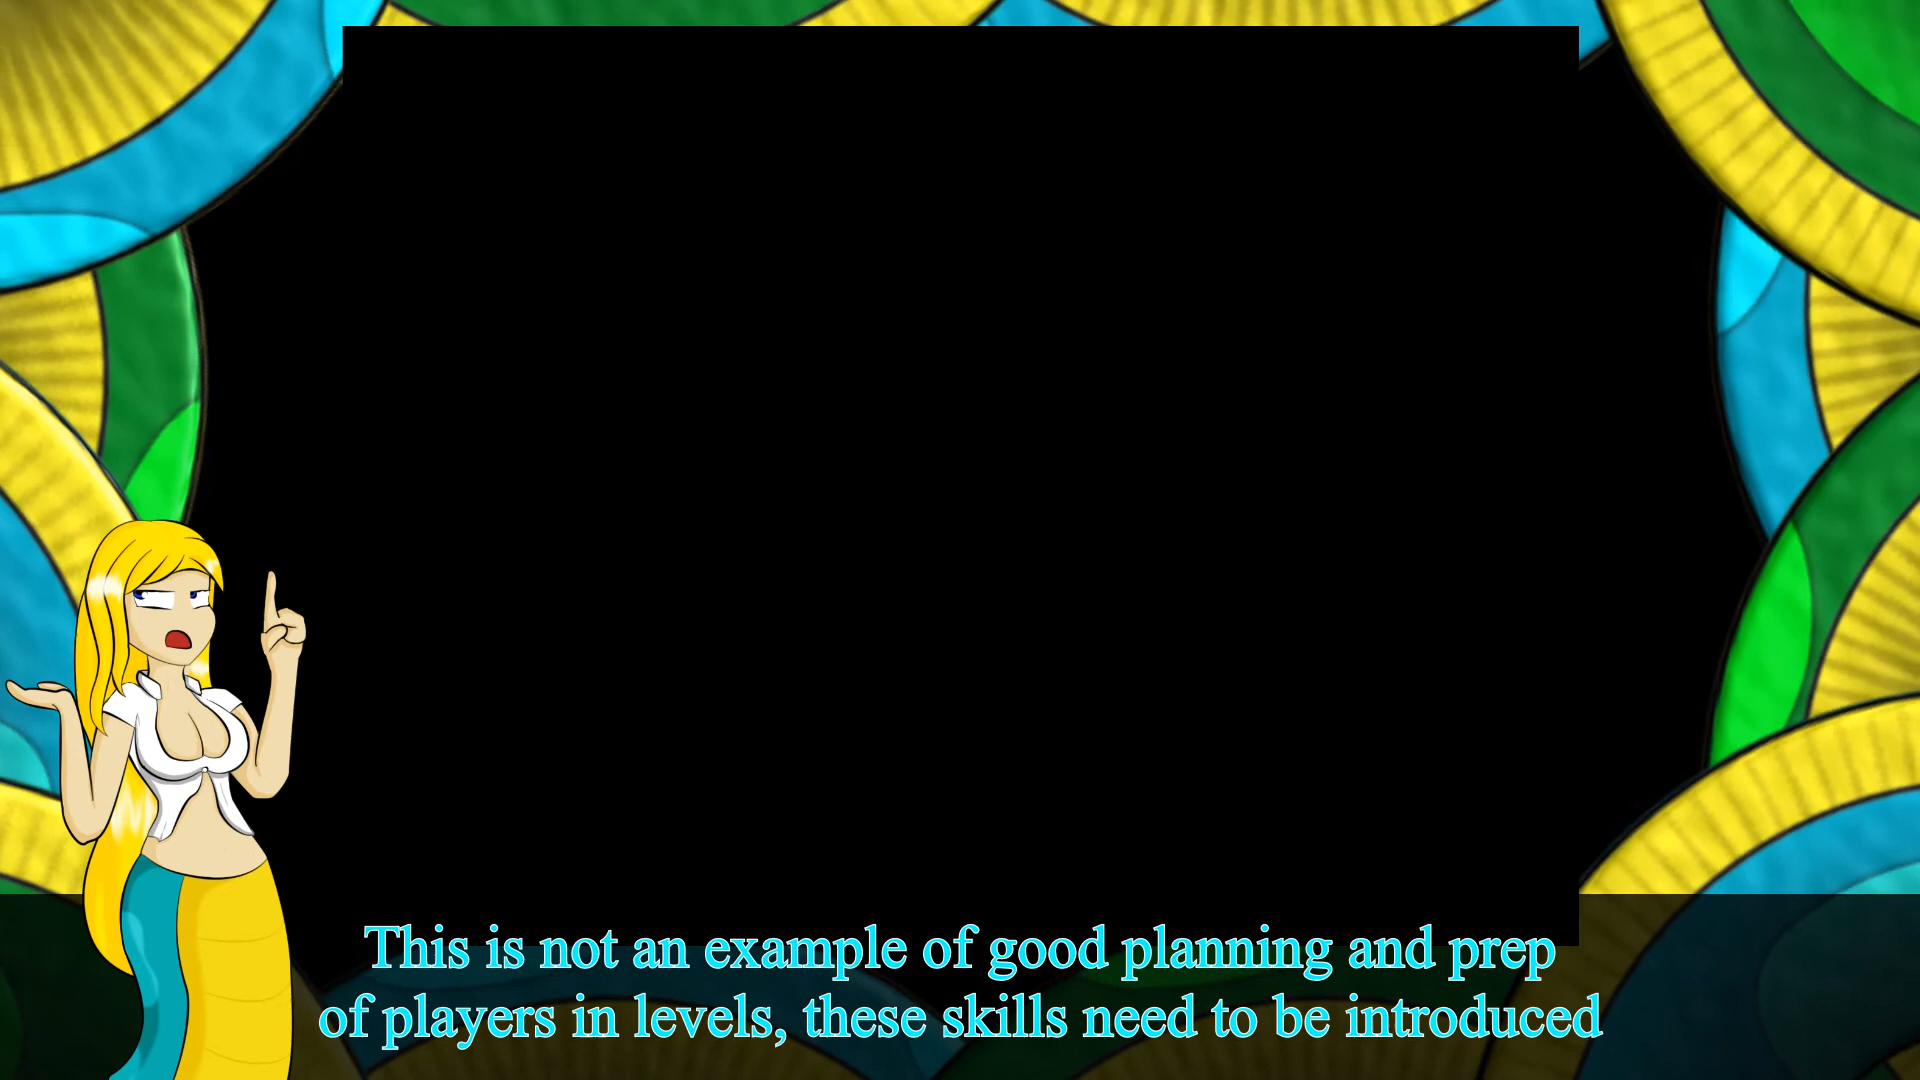 This is not an example of good planning and prep
of players in levels, these skills need to be introduced